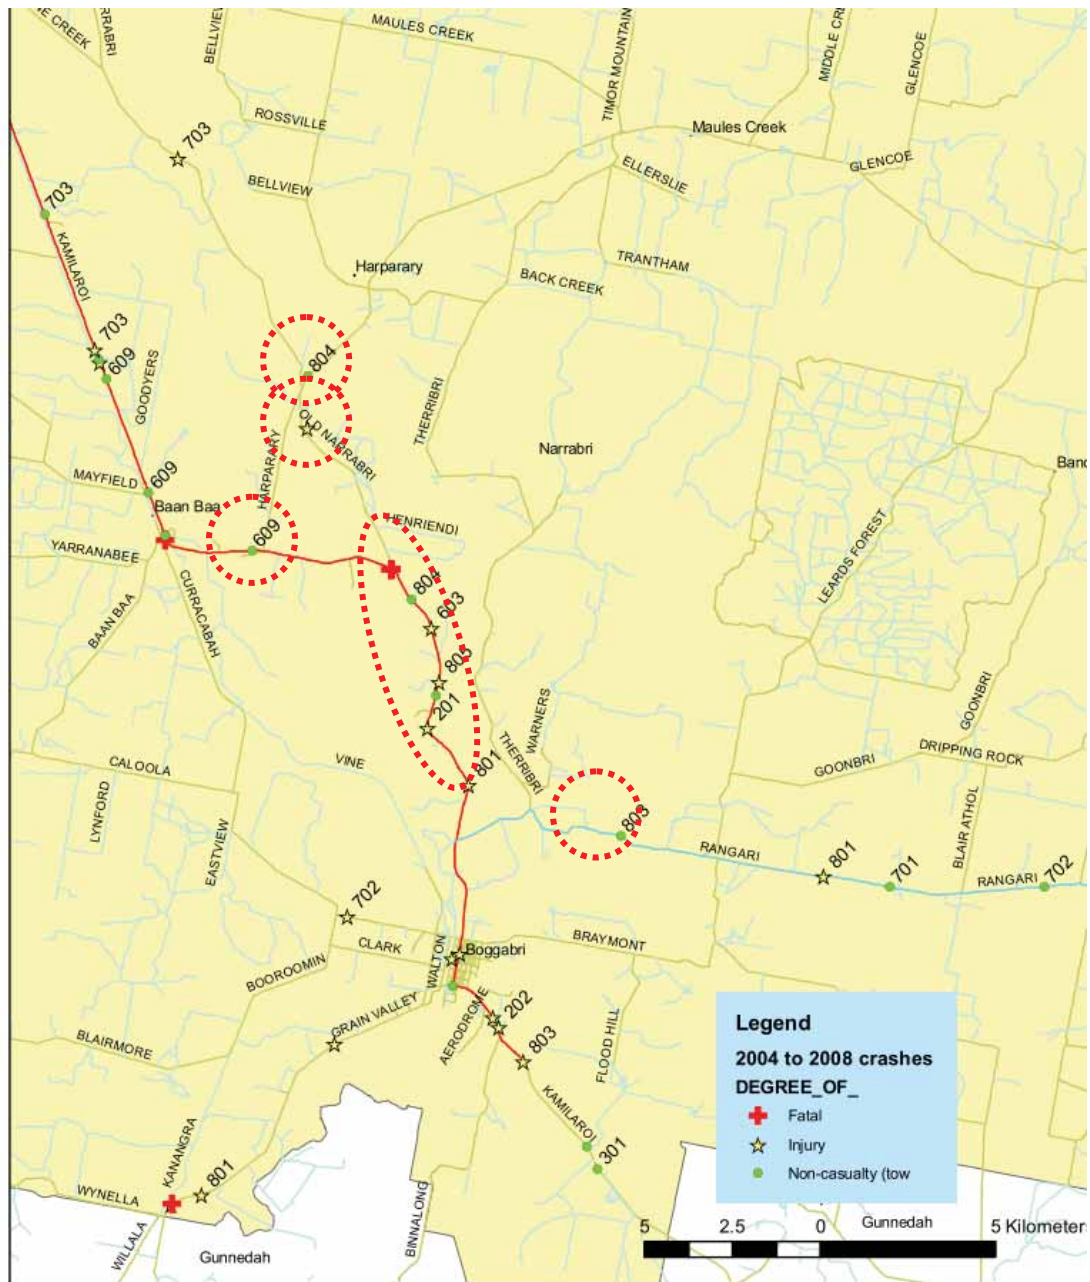 NE CREEK
RRABRI
BELLVIEW
MAULES CREEK
TIMOR MOUNTAIN
MIDDLE CR
GLENCOE
ROSSVILLE
703
Maules Creek
GLENCOE
ELLERSLIE
BELLVIEW
703
KAMILAROI
Harparary
TRANTHAM
BACK CREEK
703
609
GOODYERS
804
OLD NARRABRI
HARPARARY
THERRIBRI
Narrabri
MAYFIELD
609
Baan Baa
609
HENRIENDI
YARRANABEE
BAAN BAA
CURRACABAH
804
603
805
201
801
LEARDS FOREST
Banc
GOONBRI
WARNERS
THERRIBRI
VINE
CALOOLA
LYNFORD
EASTVIEW
GOONBRI
DRIPPING ROCK
803
RANGARI
801
701
BLAIR ATHOL
RANGARI
702
702
CLARK
WALTON
Boggabri
BRAYMONT
BOOROOMIN
GRAIN VALLEY
AERODROME
202
803
FLOOD HILL
BLAIRMORE
KAMILAROI
301
KANANGRA
801
WYNELLA
WILLALA
Gunnedah
BINNALONG
Legend
2004 to 2008 crashes
DEGREE_OF_
Fatal
Injury
Non-casualty (tow
Gunnedah
5 2.5 0 5 Kilometers